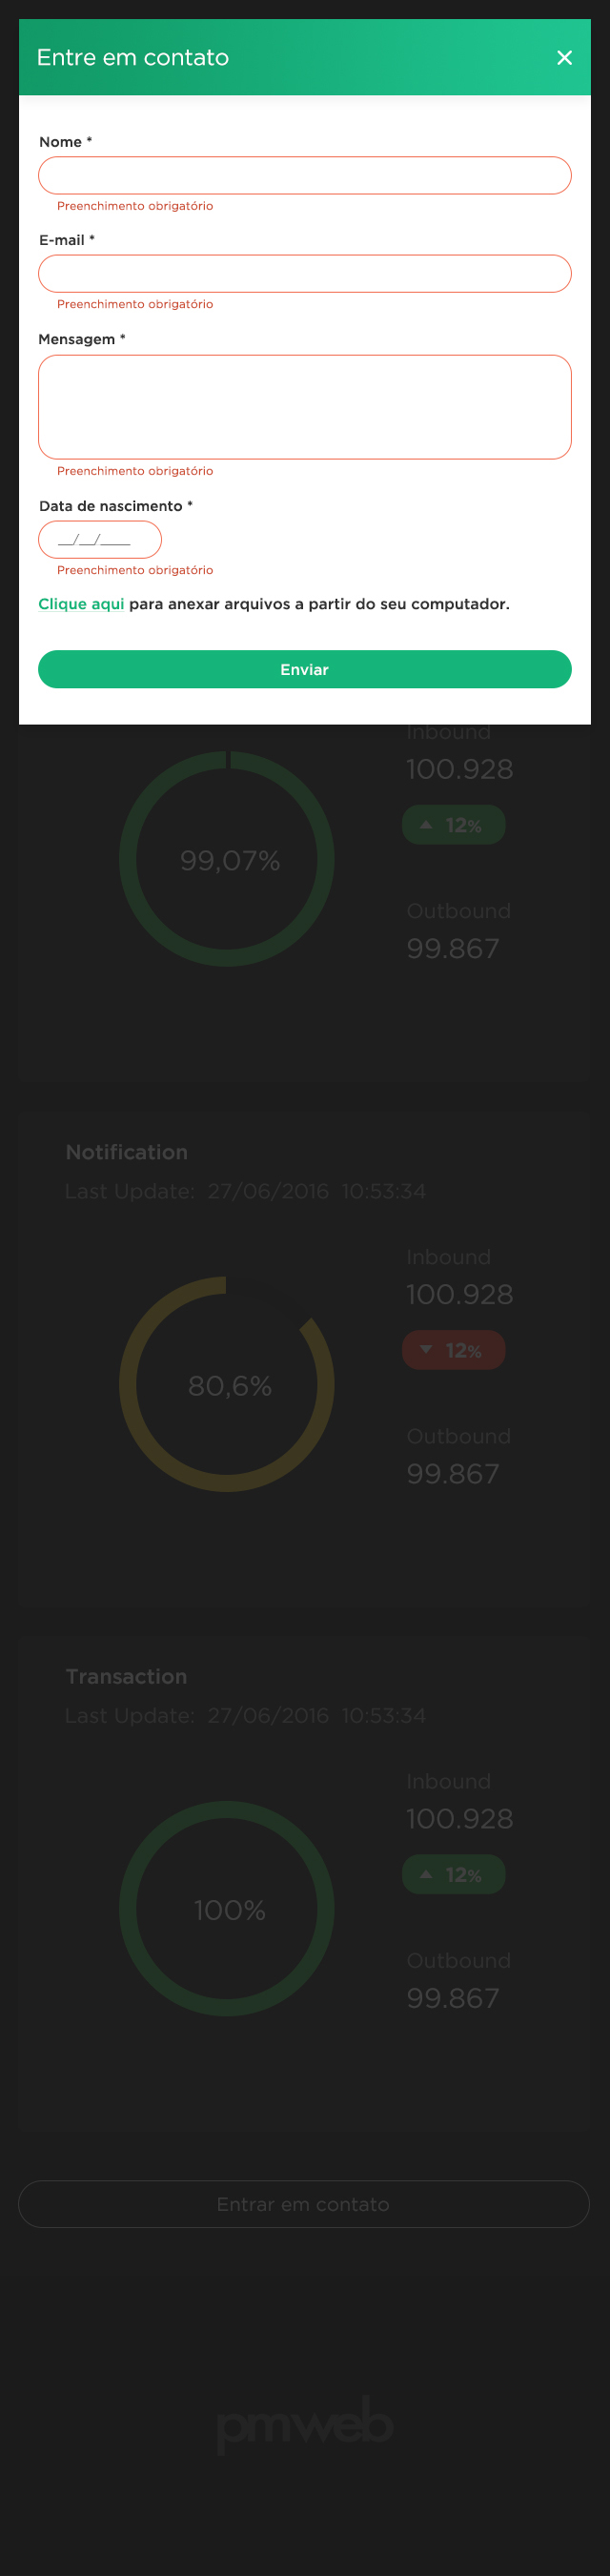 Entre em contato
Nome *
Preenchimento obrigatório
E-mail *
Preenchimento obrigatório
Mensagem *
Preenchimento obrigatório
Data de nascimento *
__/__/____
Preenchimento obrigatório
Clique aqui para anexar arquivos a partir do seu computador.
Enviar
Inbound
100.928
12%
99,07%
Outbound
99.867
Notification
Last Update: 27/06/2016 10:53:34
Inbound
100.928
12%
80,6%
Outbound
99.867
Transaction
Last Update: 27/06/2016 10:53:34
Inbound
100.928
12%
100%
Outbound
99.867
Entrar em contato
pmweb